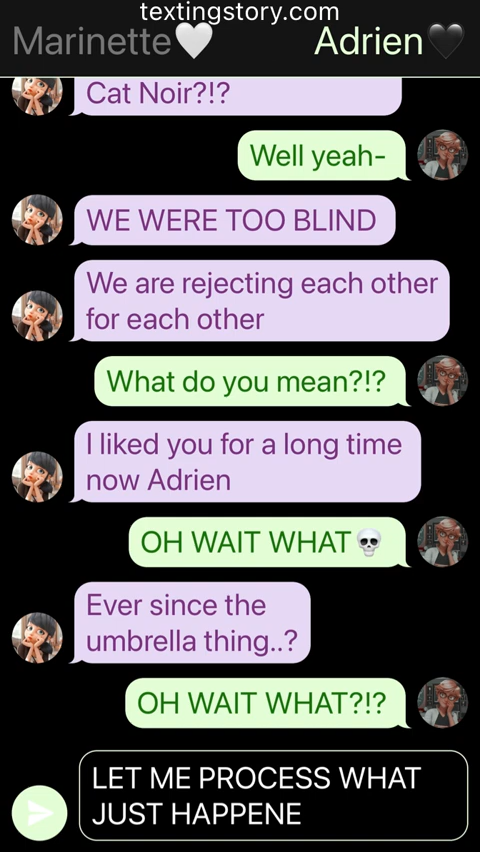 textingstory.com
Marinette🤍 Adrien🖤
Cat Noir?!?
Well yeah-
WE WERE TOO BLIND
We are rejecting each other
for each other
What do you mean?!?
I liked you for a long time
now Adrien
OH WAIT WHAT💀
Ever since the
umbrella thing..?
OH WAIT WHAT?!?
LET ME PROCESS WHAT
JUST HAPPENE